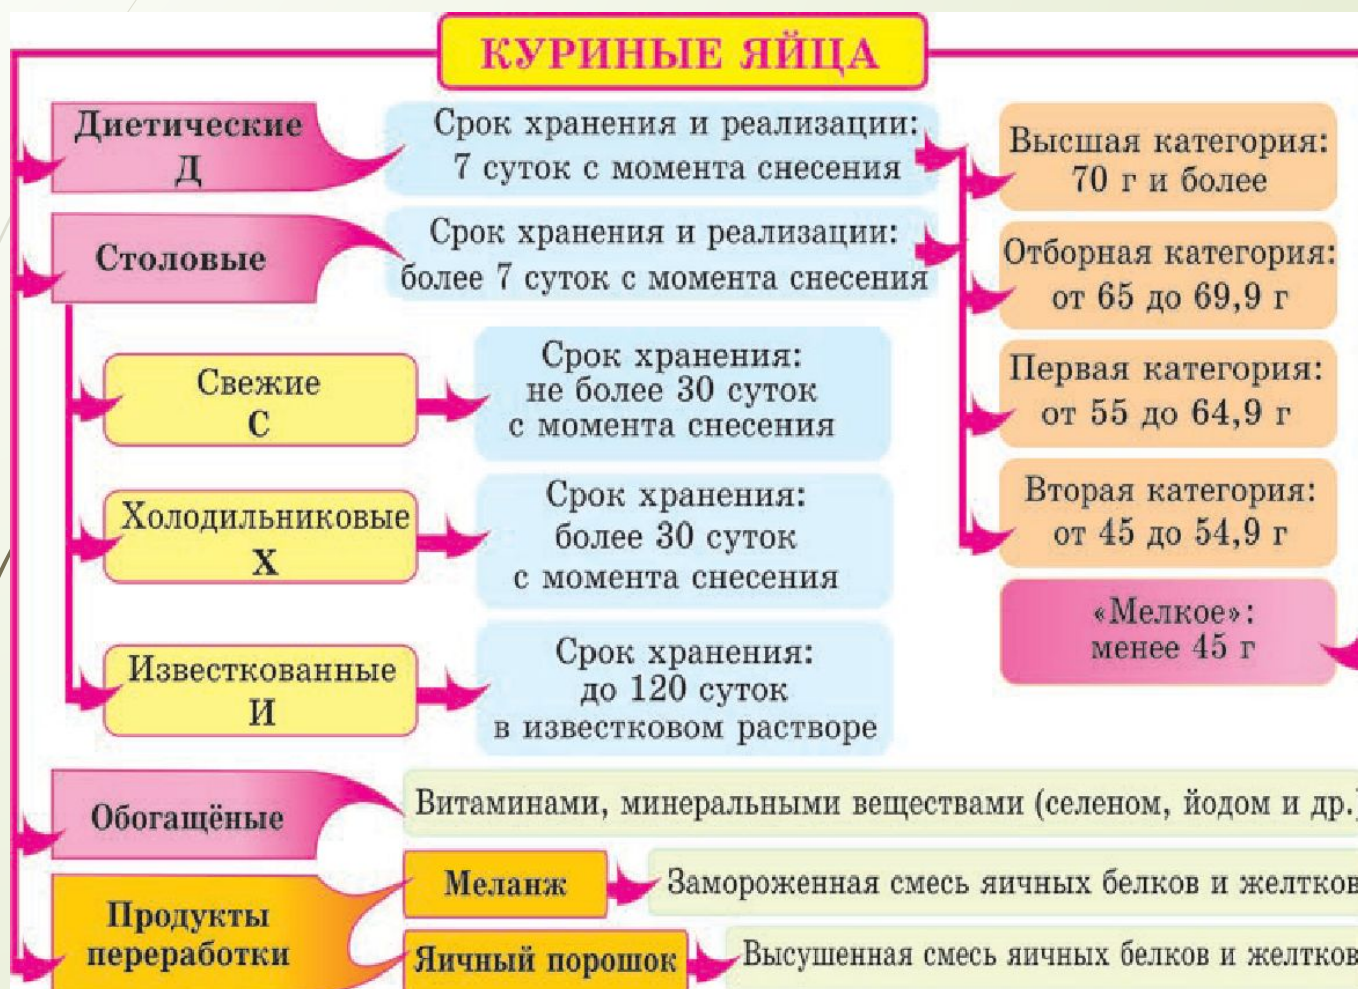 КУРИНЫЕ ЯЙЦА
Диетические
Д
Срок хранения и реализации:
7 суток с момента снесения
Столовые
Срок хранения и реализации:
более 7 суток с момента снесения
Высшая категория:
70 г и более
Отборная категория:
от 65 до 69,9 г
Первая категория:
от 55 до 64,9 г
Вторая категория:
от 45 до 54,9 г
«Мелкое»:
менее 45 г
Свежие
С
Срок хранения:
не более 30 суток
с момента снесения
Холодильниковые
Х
Срок хранения:
более 30 суток
с момента снесения
Известкованные
И
Срок хранения:
до 120 суток
в известковом растворе
Обогащёные
Витаминами, минеральными веществами (селеном, йодом и др.)
Продукты
переработки
Меланж
Замороженная смесь яичных белков и желтков
Яичный порошок
Высушенная смесь яичных белков и желтков